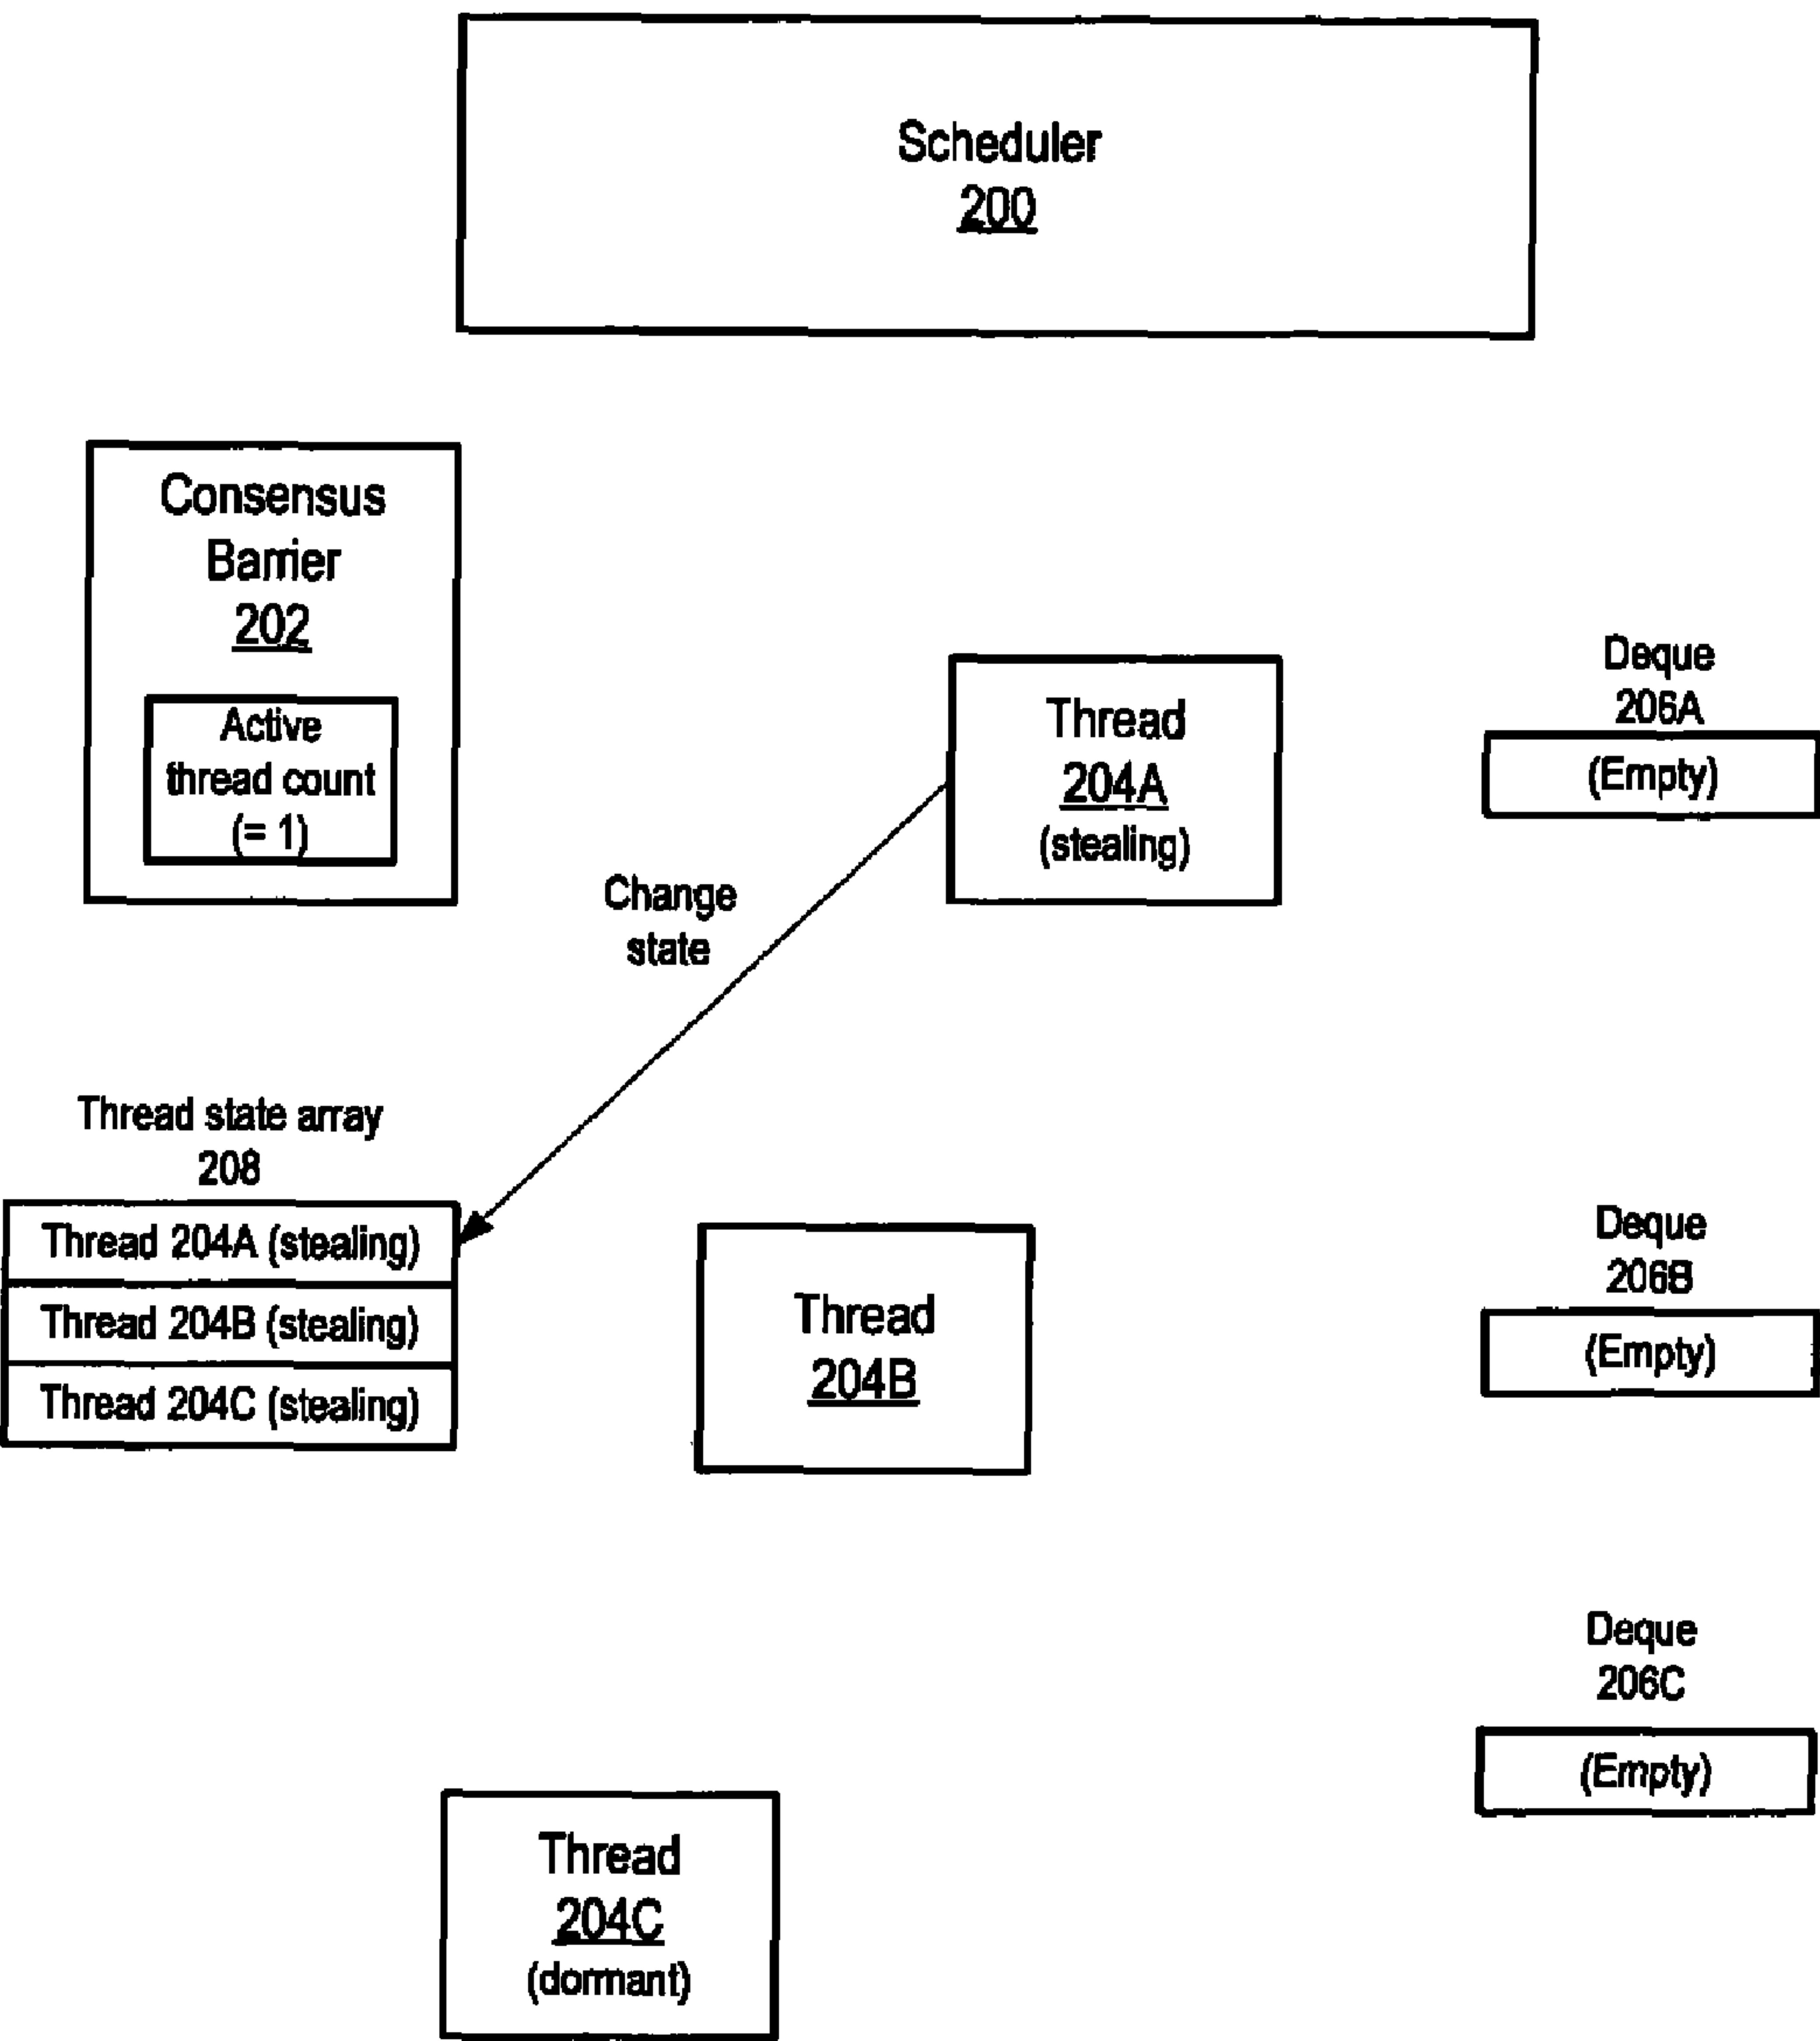 Scheduler
200
Consensus
Barrier
202
Active
thread count
(= 1)
Thread
204A
(stealing)
Deque
206A
(Empty)
Change
state
Thread state array
208
Thread 204A (stealing)
Thread 204B (stealing)
Thread 204C (stealing)
Thread
204B
Deque
206B
(Empty)
Deque
206C
(Empty)
Thread
204C
(dormant)